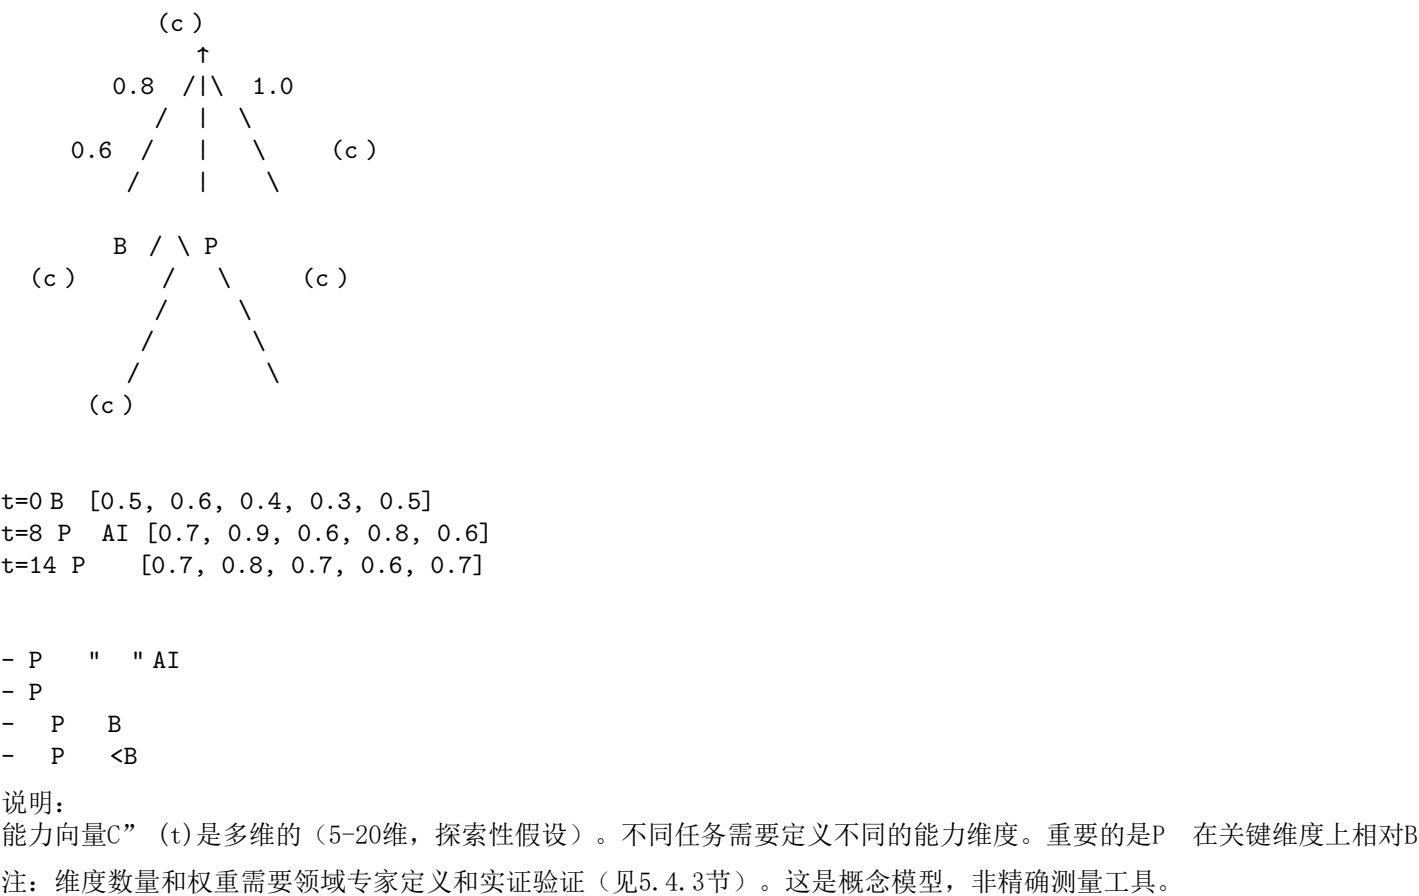 (c )
↑
0.8 /|\ 1.0
/ | \
0.6 / | \ (c )
/ | \
B / \ P
(c ) / \ (c )
/ \
/ \
/ \
(c )
t=0 B [0.5, 0.6, 0.4, 0.3, 0.5]
t=8 P AI [0.7, 0.9, 0.6, 0.8, 0.6]
t=14 P [0.7, 0.8, 0.7, 0.6, 0.7]
- P " " AI
- P
- P B
- P <B
说明：
能力向量C” (t)是多维的（5-20维，探索性假设）。不同任务需要定义不同的能力维度。重要的是P 在关键维度上相对B
注：维度数量和权重需要领域专家定义和实证验证（见5.4.3节）。这是概念模型，非精确测量工具。